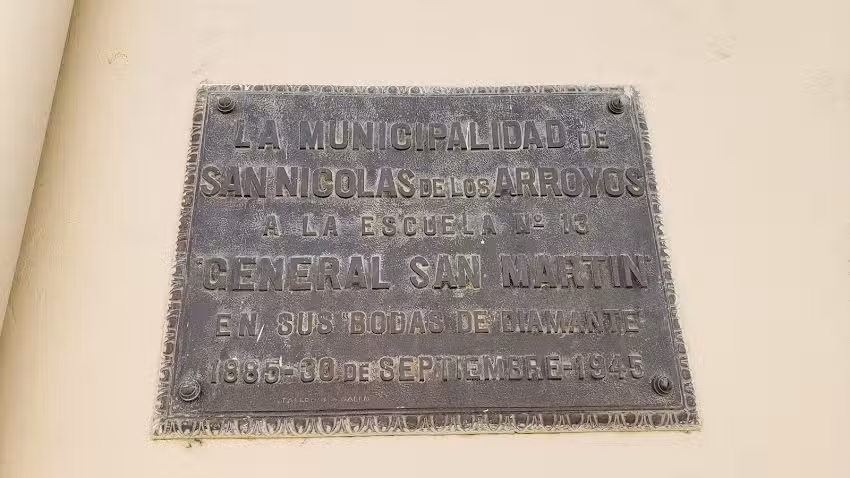 LA MUNICIPALIDAD DE
SAN NICOLAS DE LOS ARROYOS
A LA ESCUELA Nº 13
"GENERAL SAN MARTIN"
EN SUS "BODAS DE DIAMANTE"
1885-30 DE SEPTIEMBRE-1945